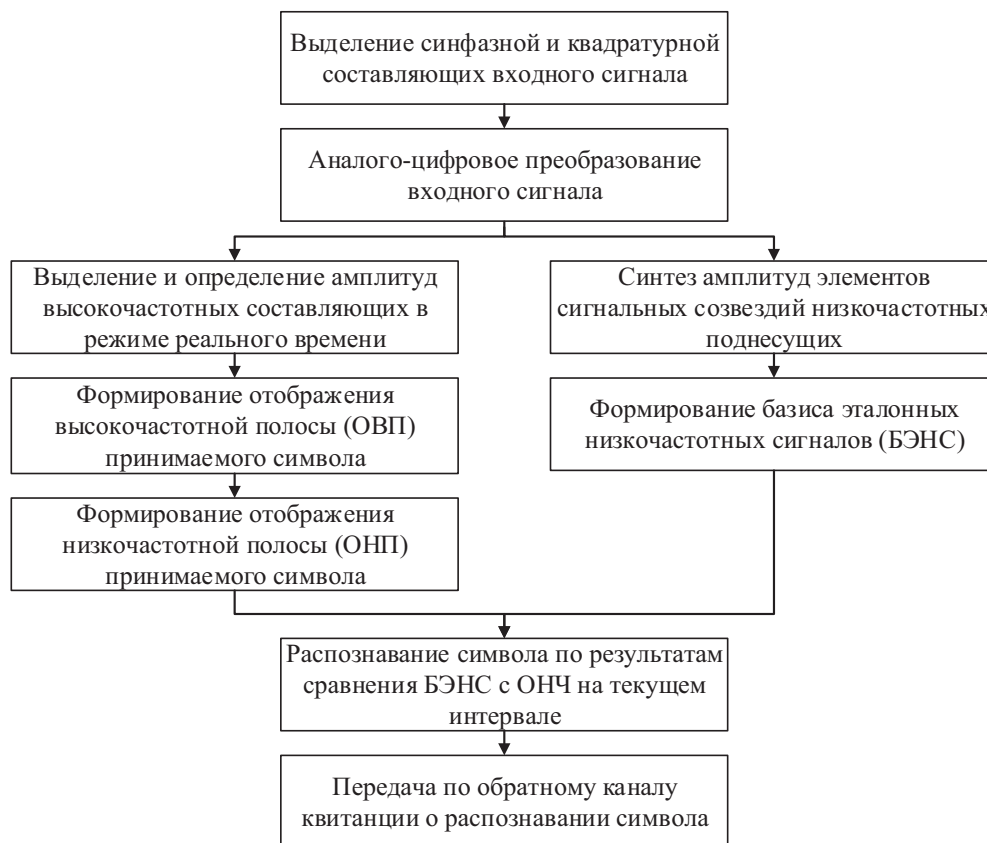 Выделение синфазной и квадратурной
составляющих входного сигнала
Аналого-цифровое преобразование
входного сигнала
Выделение и определение амплитуд
высокочастотных составляющих в
режиме реального времени
Синтез амплитуд элементов
сигнальных созвездий низкочастотных
поднесущих
Формирование отображения
высокочастотной полосы (ОВП)
принимаемого символа
Формирование базиса эталонных
низкочастотных сигналов (БЭНС)
Формирование отображения
низкочастотной полосы (ОНП)
принимаемого символа
Распознавание символа по результатам
сравнения БЭНС с ОНЧ на текущем
интервале
Передача по обратному каналу
квитанции о распознавании символа